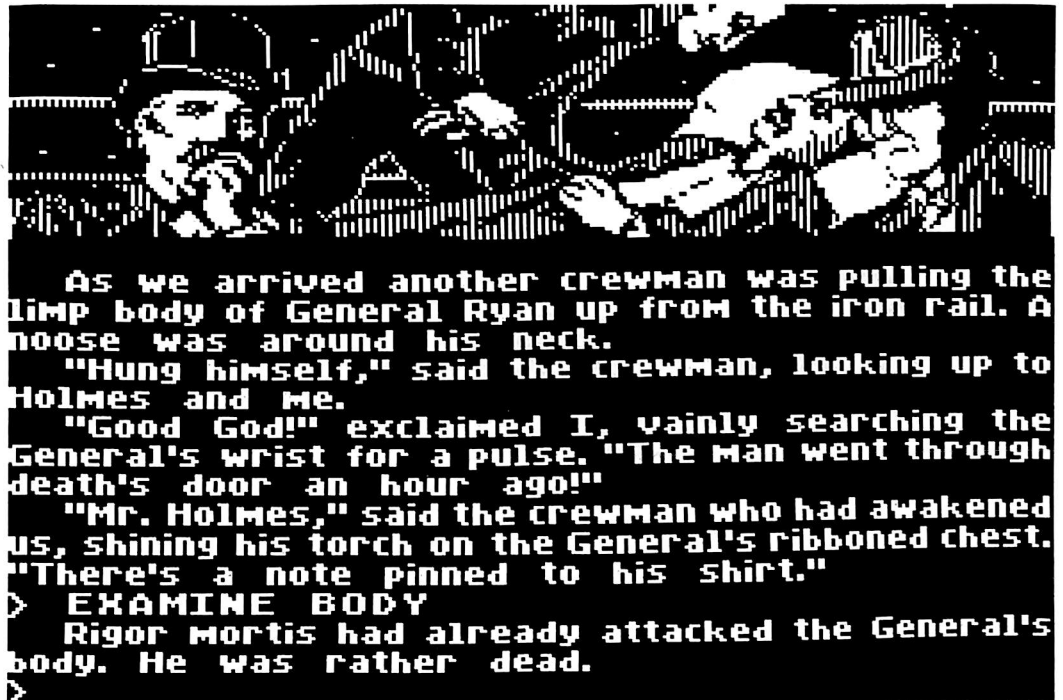 As we arrived another crewman was pulling the
limp body of General Ryan up from the iron rail. A
noose was around his neck.
"Hung himself," said the crewman, looking up to
Holmes and me.
"Good God!" exclaimed I, vainly searching the
General's wrist for a pulse. "The man went through
death's door an hour ago!"
"Mr. Holmes," said the crewman who had awakened
us, shining his torch on the General's ribboned chest.
"There's a note pinned to his shirt."
> EXAMINE BODY
Rigor mortis had already attacked the General's
body. He was rather dead.
>